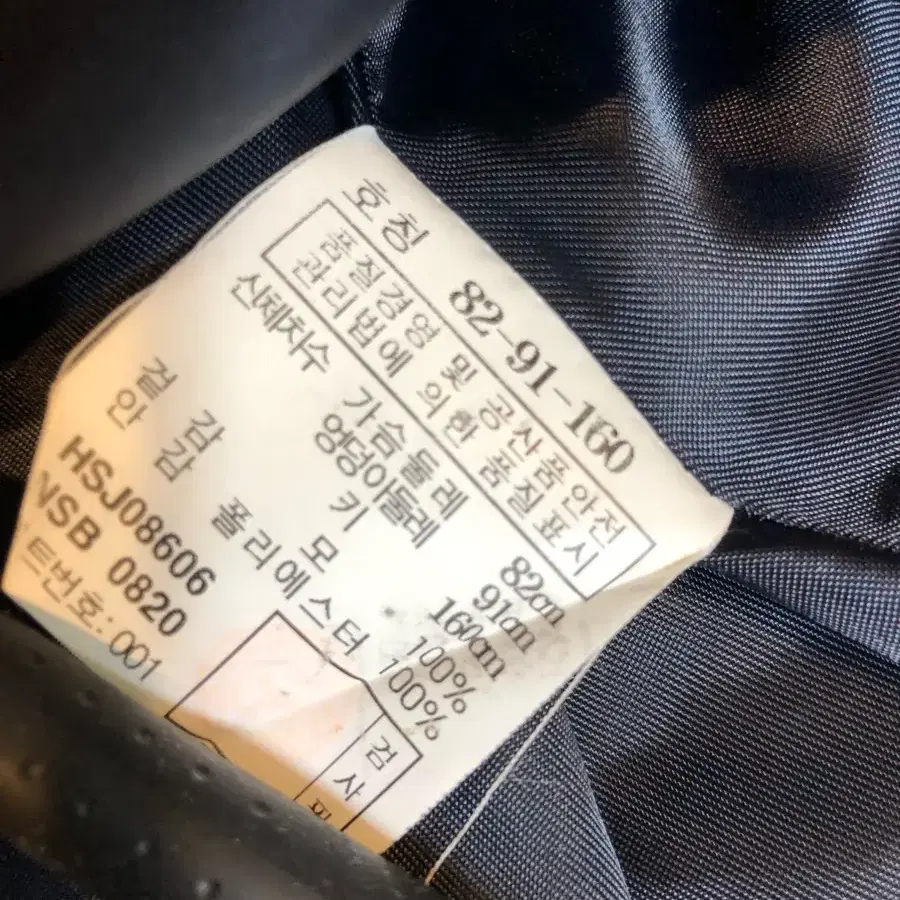 호칭 82-91-160
품질경영 및 공산품안전
관리법에 의한 품질표시
신체치수 가슴둘레 82cm
엉덩이둘레 91cm
키 160cm
겉감 모 100%
안감 폴리에스터 100%
HSJ08606
NSB 0820
트번호: 001
검사